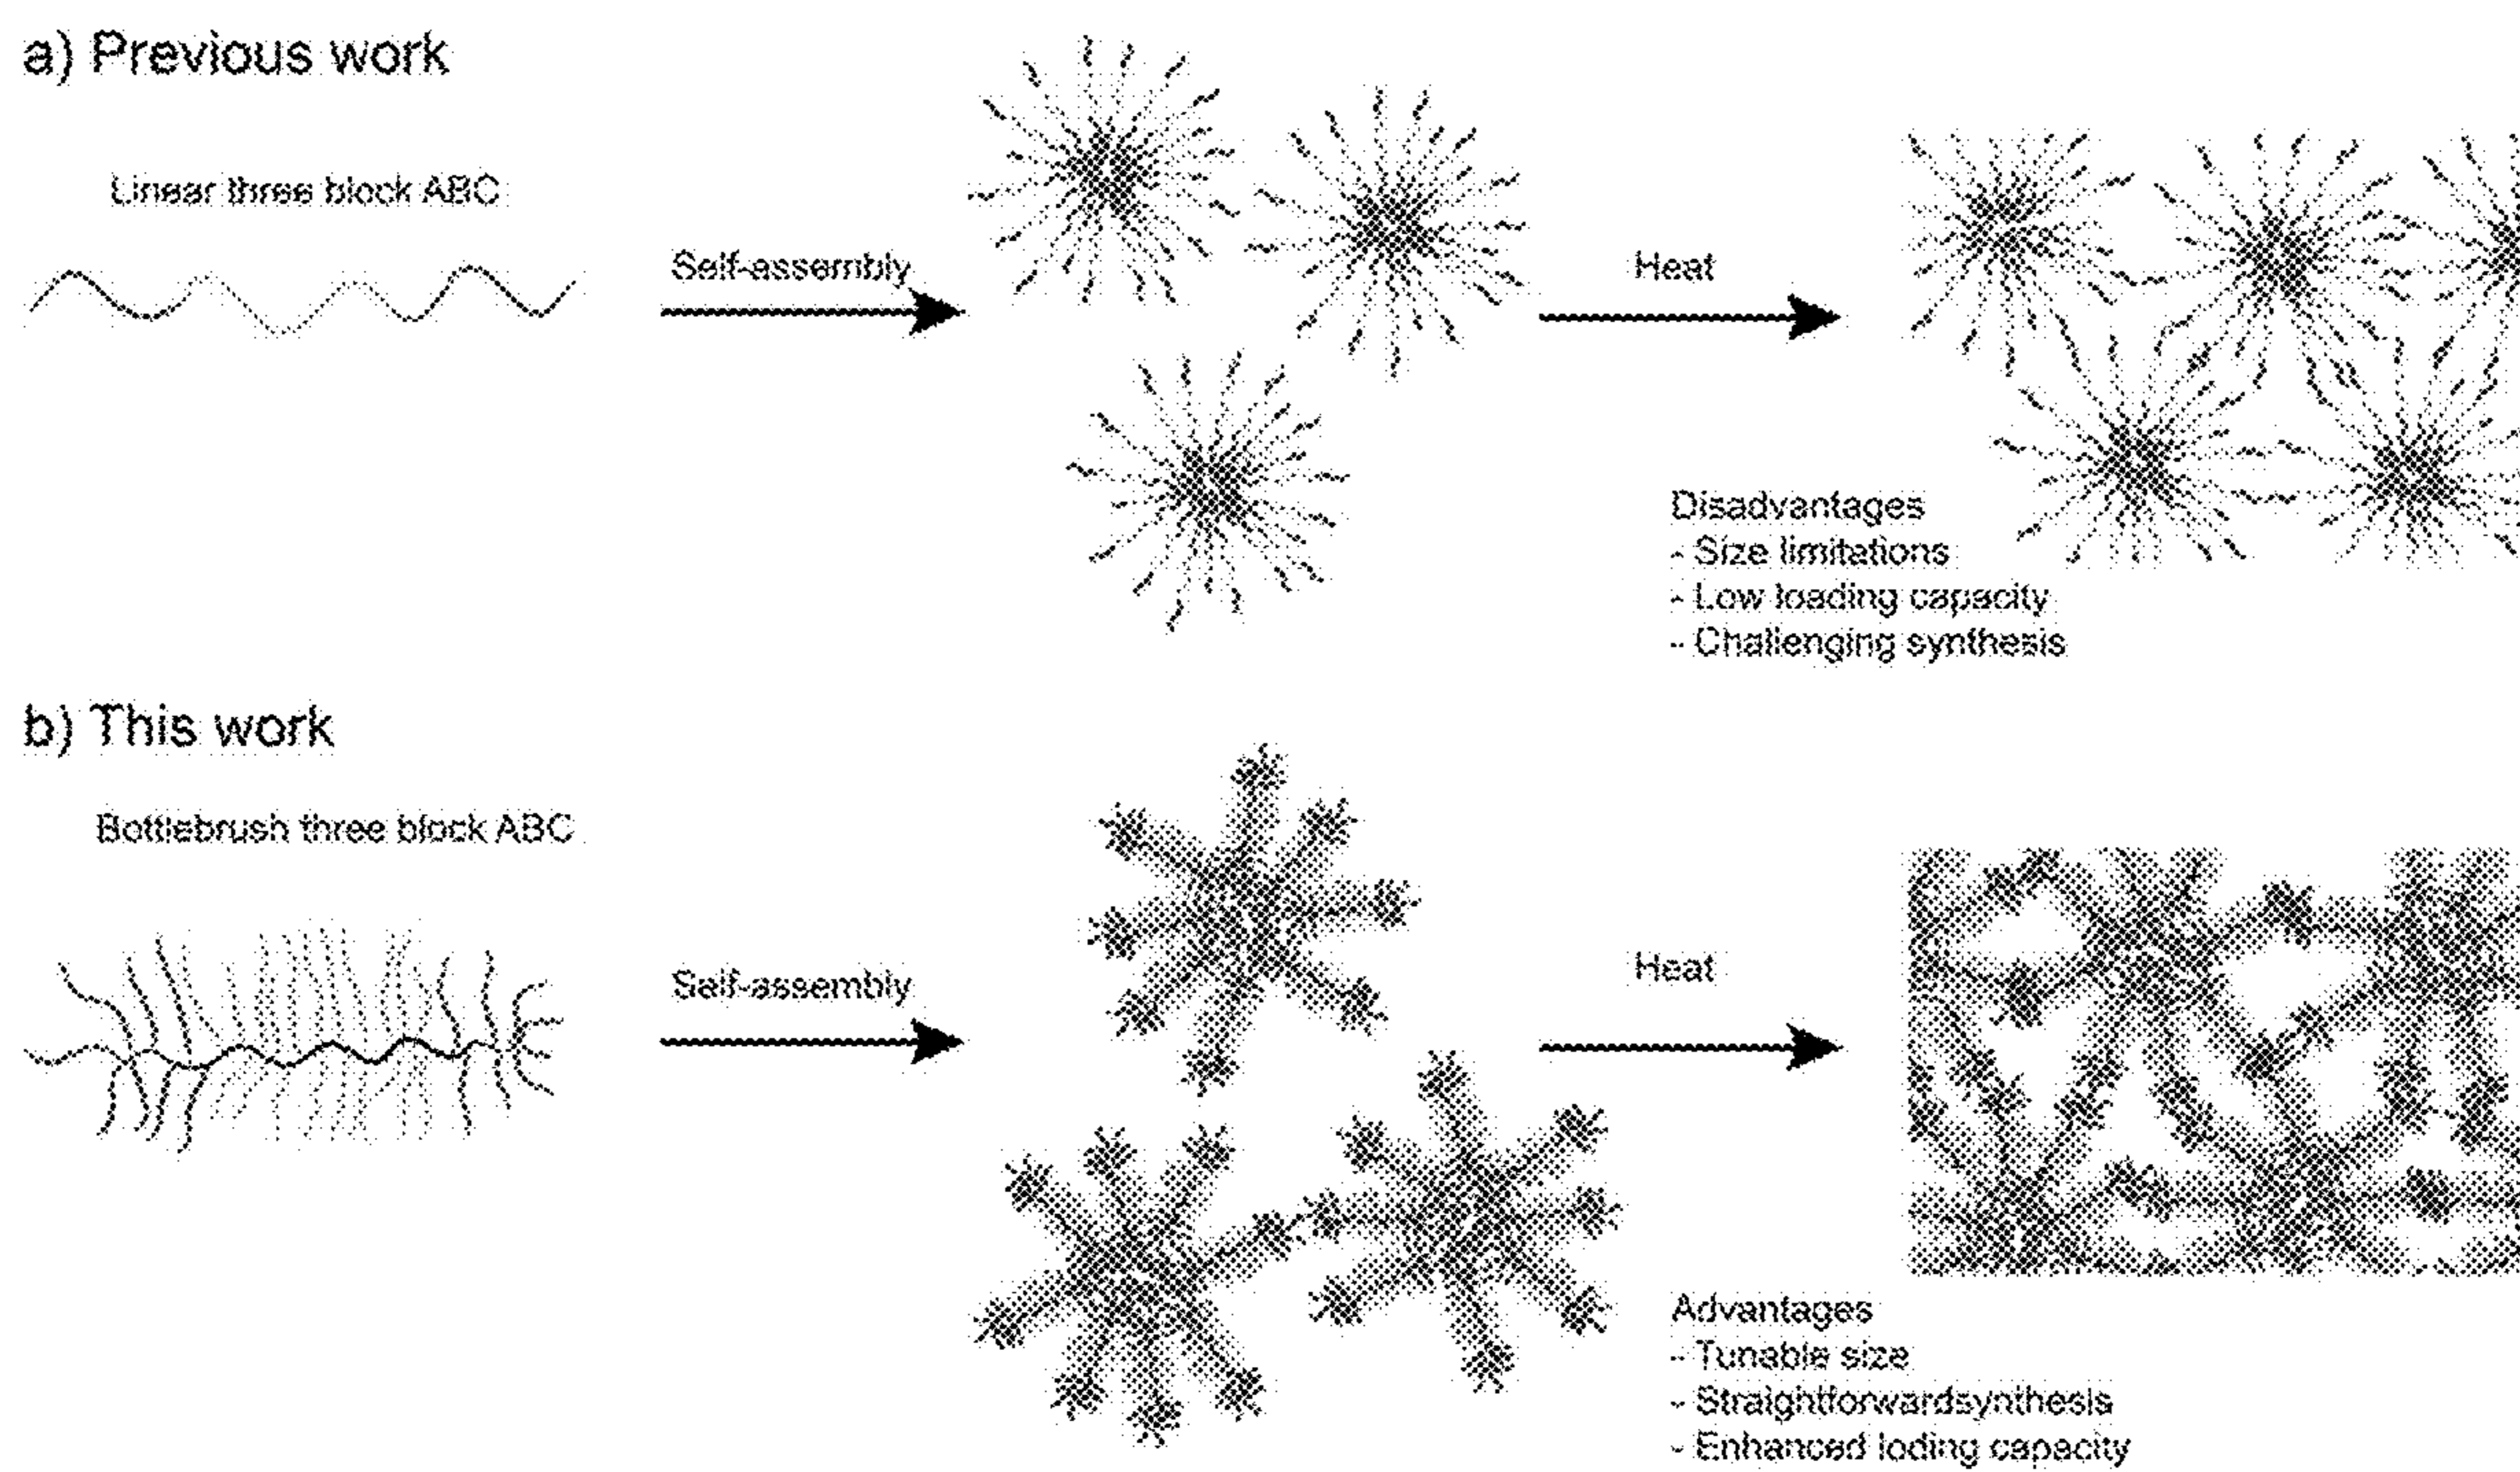 a) Previous work
Linear three block ABC
Self-assembly
Heat
Disadvantages
- Size limitations
- Low loading capacity
- Challenging synthesis
b) This work
Bottlebrush three block ABC
Self-assembly
Heat
Advantages
- Tunable size
- Straightforwardsynthesis
- Enhanced loding capacity